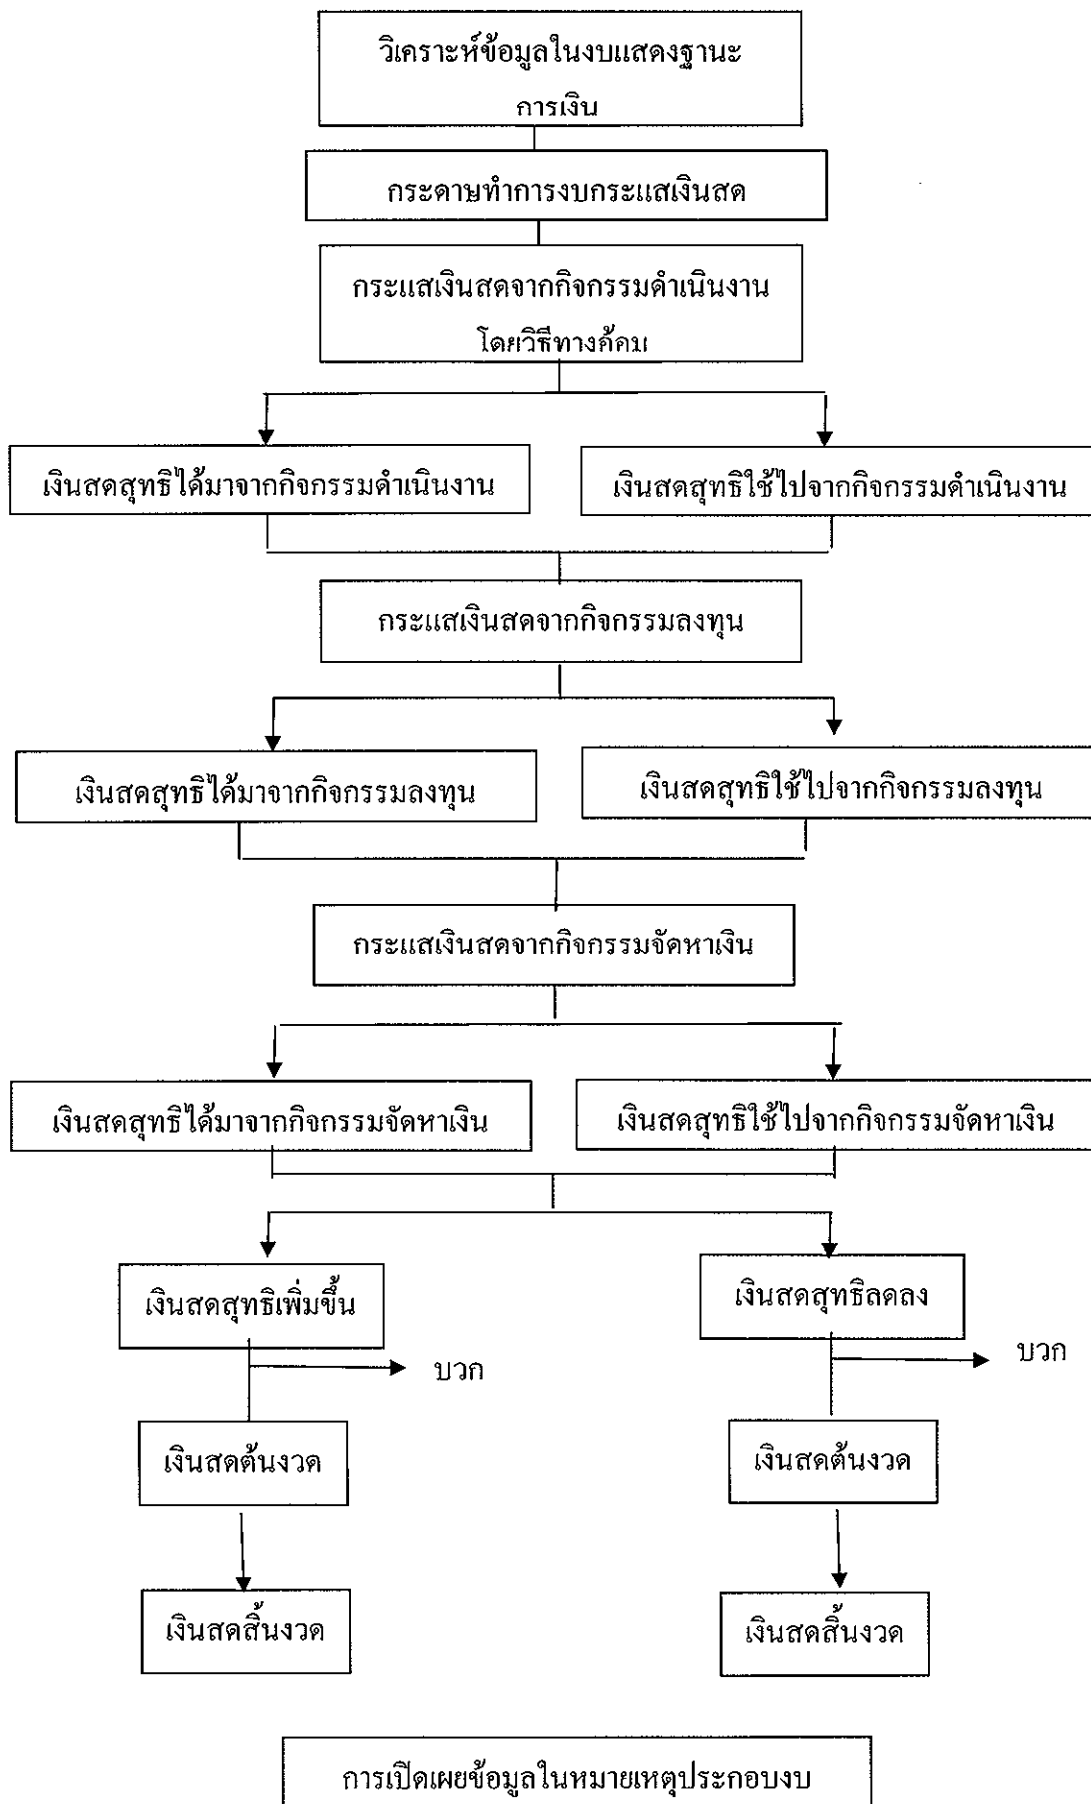 วิเคราะห์ข้อมูลในงบแสดงฐานะ
การเงิน
กระดาษทำการงบกระแสเงินสด
กระแสเงินสดจากกิจกรรมดำเนินงาน
โดยวิธีทางอ้อม
เงินสดสุทธิได้มาจากกิจกรรมดำเนินงาน
เงินสดสุทธิใช้ไปจากกิจกรรมดำเนินงาน
กระแสเงินสดจากกิจกรรมลงทุน
เงินสดสุทธิได้มาจากกิจกรรมลงทุน
เงินสดสุทธิใช้ไปจากกิจกรรมลงทุน
กระแสเงินสดจากกิจกรรมจัดหาเงิน
เงินสดสุทธิได้มาจากกิจกรรมจัดหาเงิน
เงินสดสุทธิใช้ไปจากกิจกรรมจัดหาเงิน
เงินสดสุทธิเพิ่มขึ้น
เงินสดสุทธิลดลง
บวก
บวก
เงินสดต้นงวด
เงินสดต้นงวด
เงินสดสิ้นงวด
เงินสดสิ้นงวด
การเปิดเผยข้อมูลในหมายเหตุประกอบงบ